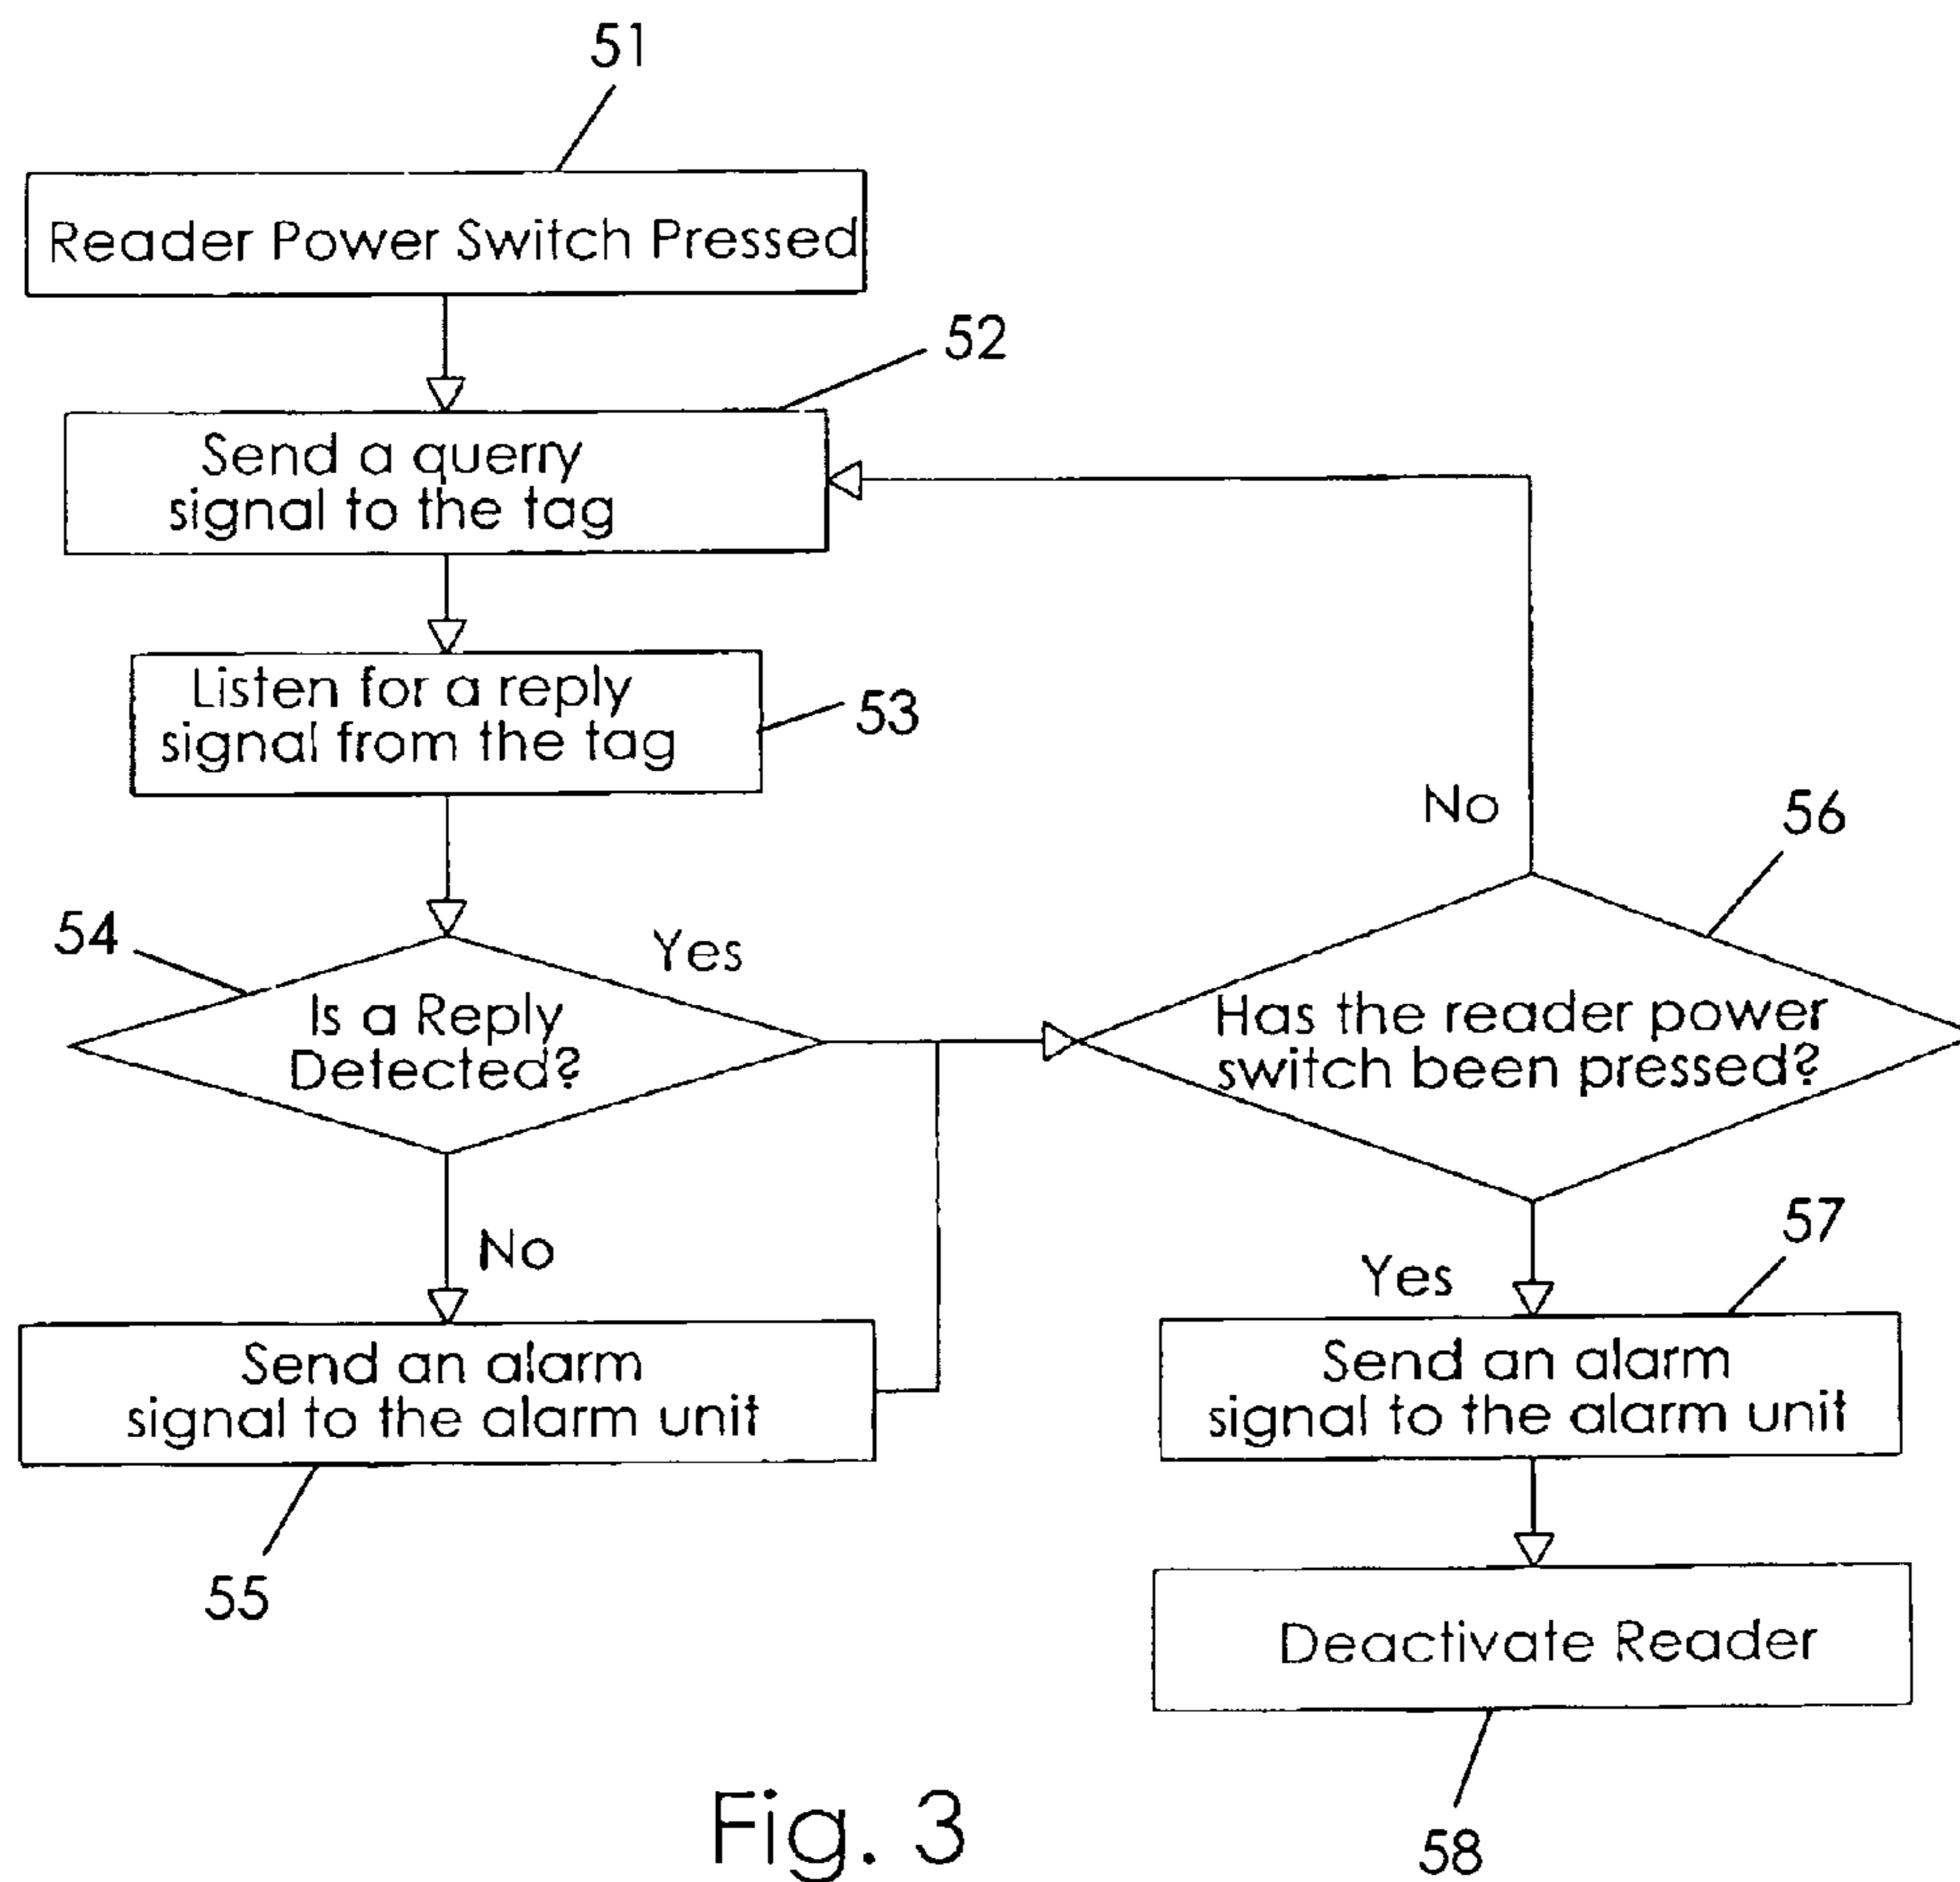 51
Reader Power Switch Pressed
52
Send a querry
signal to the tag
Listen for a reply
signal from the tag
53
54
Yes
Is a Reply
Detected?
No
Send an alarm
signal to the alarm unit
55
No
56
Has the reader power
switch been pressed?
57
Yes
Send an alarm
signal to the alarm unit
Deactivate Reader
58
Fig. 3